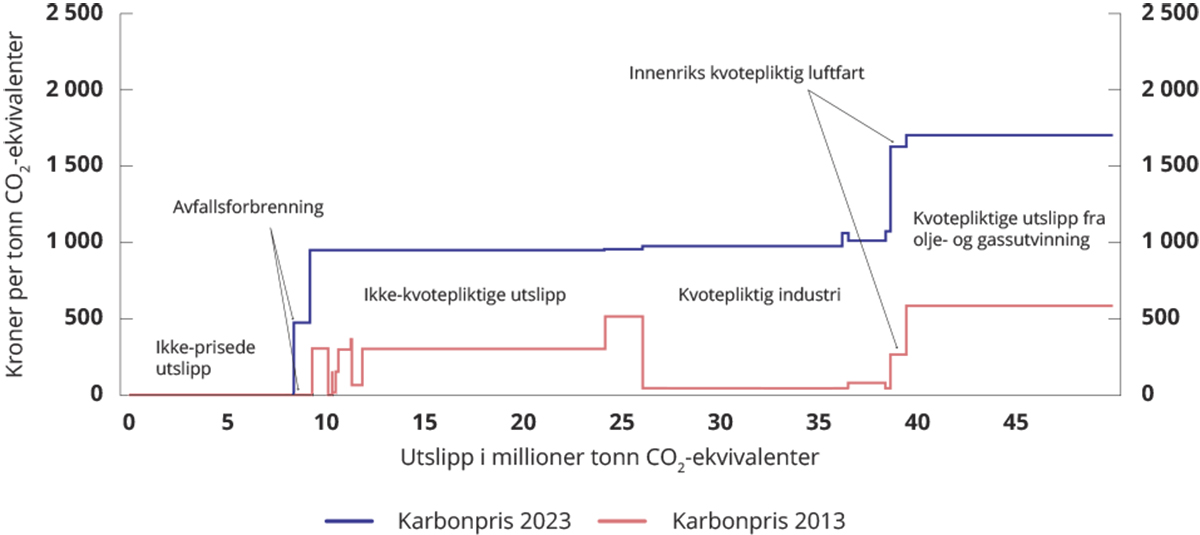 Kroner per tonn CO₂-ekvivalenter
2 500
2 000
1 500
1 000
500
0
2 500
2 000
1 500
1 000
500
0
Innenriks kvotepliktig luftfart
Avfallsforbrenning
Kvotepliktige utslipp fra
olje- og gassutvinning
Ikke-kvotepliktige utslipp
Kvotepliktig industri
Ikke-prisede
utslipp
0 5 10 15 20 25 30 35 40 45
Utslipp i millioner tonn CO₂-ekvivalenter
Karbonpris 2023 Karbonpris 2013